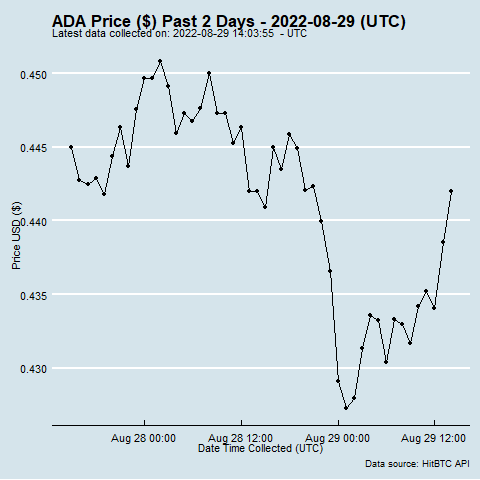 ADA Price ($) Past 2 Days - 2022-08-29 (UTC)
Latest data collected on: 2022-08-29 14:03:55  - UTC
0.450
0.445
0.440
0.435
0.430
Price USD ($)
Aug 28 00:00
Aug 28 12:00
Aug 29 00:00
Aug 29 12:00
Date Time Collected (UTC)
Data source: HitBTC API